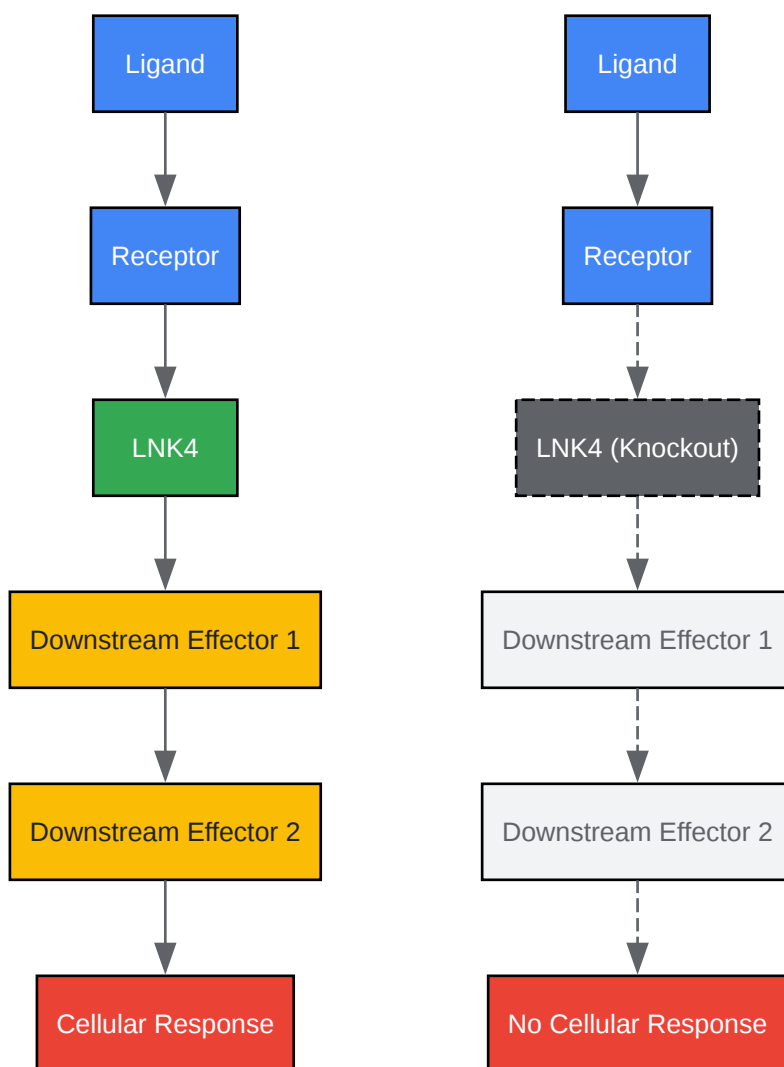 Ligand
Receptor
LNK4
Downstream Effector 1
Downstream Effector 2
Cellular Response
Ligand
Receptor
LNK4 (Knockout)
Downstream Effector 1
Downstream Effector 2
No Cellular Response